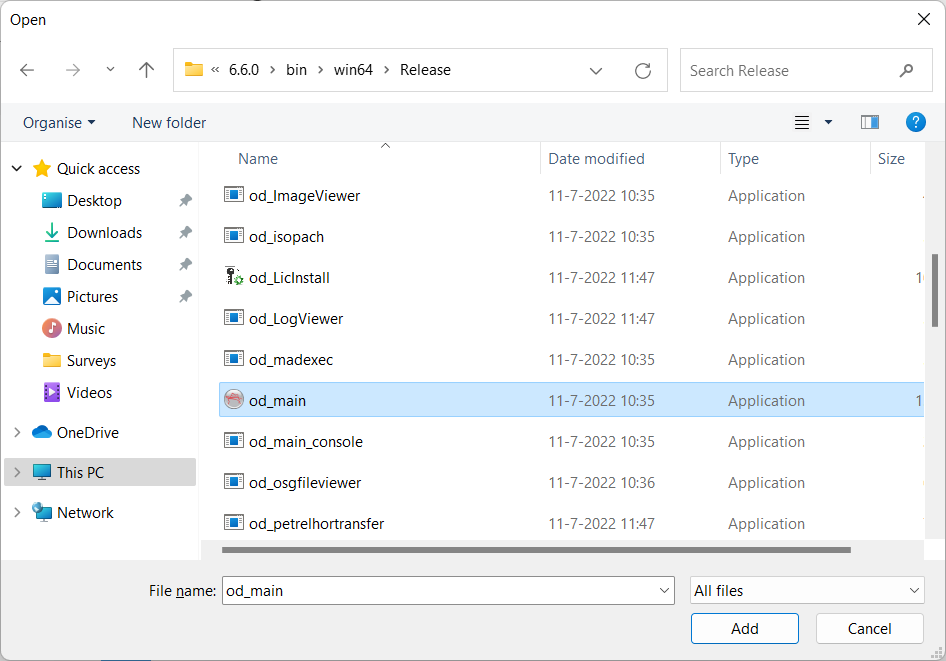 Open
« 6.6.0 > bin > win64 > Release
Search Release
Organise
New folder
?
Name Date modified Type Size
Quick access
Desktop
Downloads
Documents
Pictures
Music
Surveys
Videos
OneDrive
This PC
Network
od_ImageViewer 11-7-2022 10:35 Application
od_isopach 11-7-2022 10:35 Application
od_LicInstall 11-7-2022 11:47 Application
od_LogViewer 11-7-2022 11:47 Application
od_madexec 11-7-2022 10:35 Application
od_main 11-7-2022 10:35 Application
od_main_console 11-7-2022 10:35 Application
od_osgfileviewer 11-7-2022 10:36 Application
od_petrelhortransfer 11-7-2022 11:47 Application
File name: od_main
All files
Add
Cancel